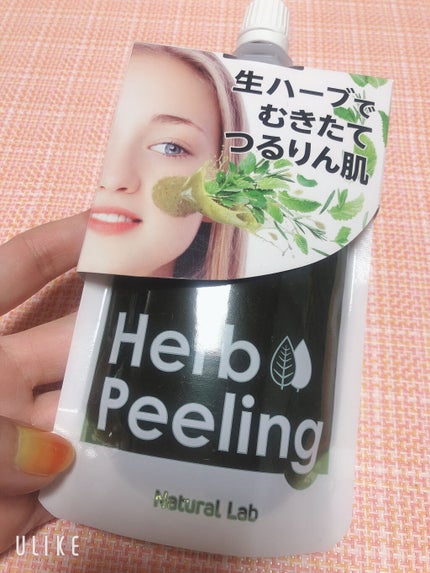 生ハーブで
むきたて
つるりん肌
Herb
Peeling
Natural Lab
ULIKE